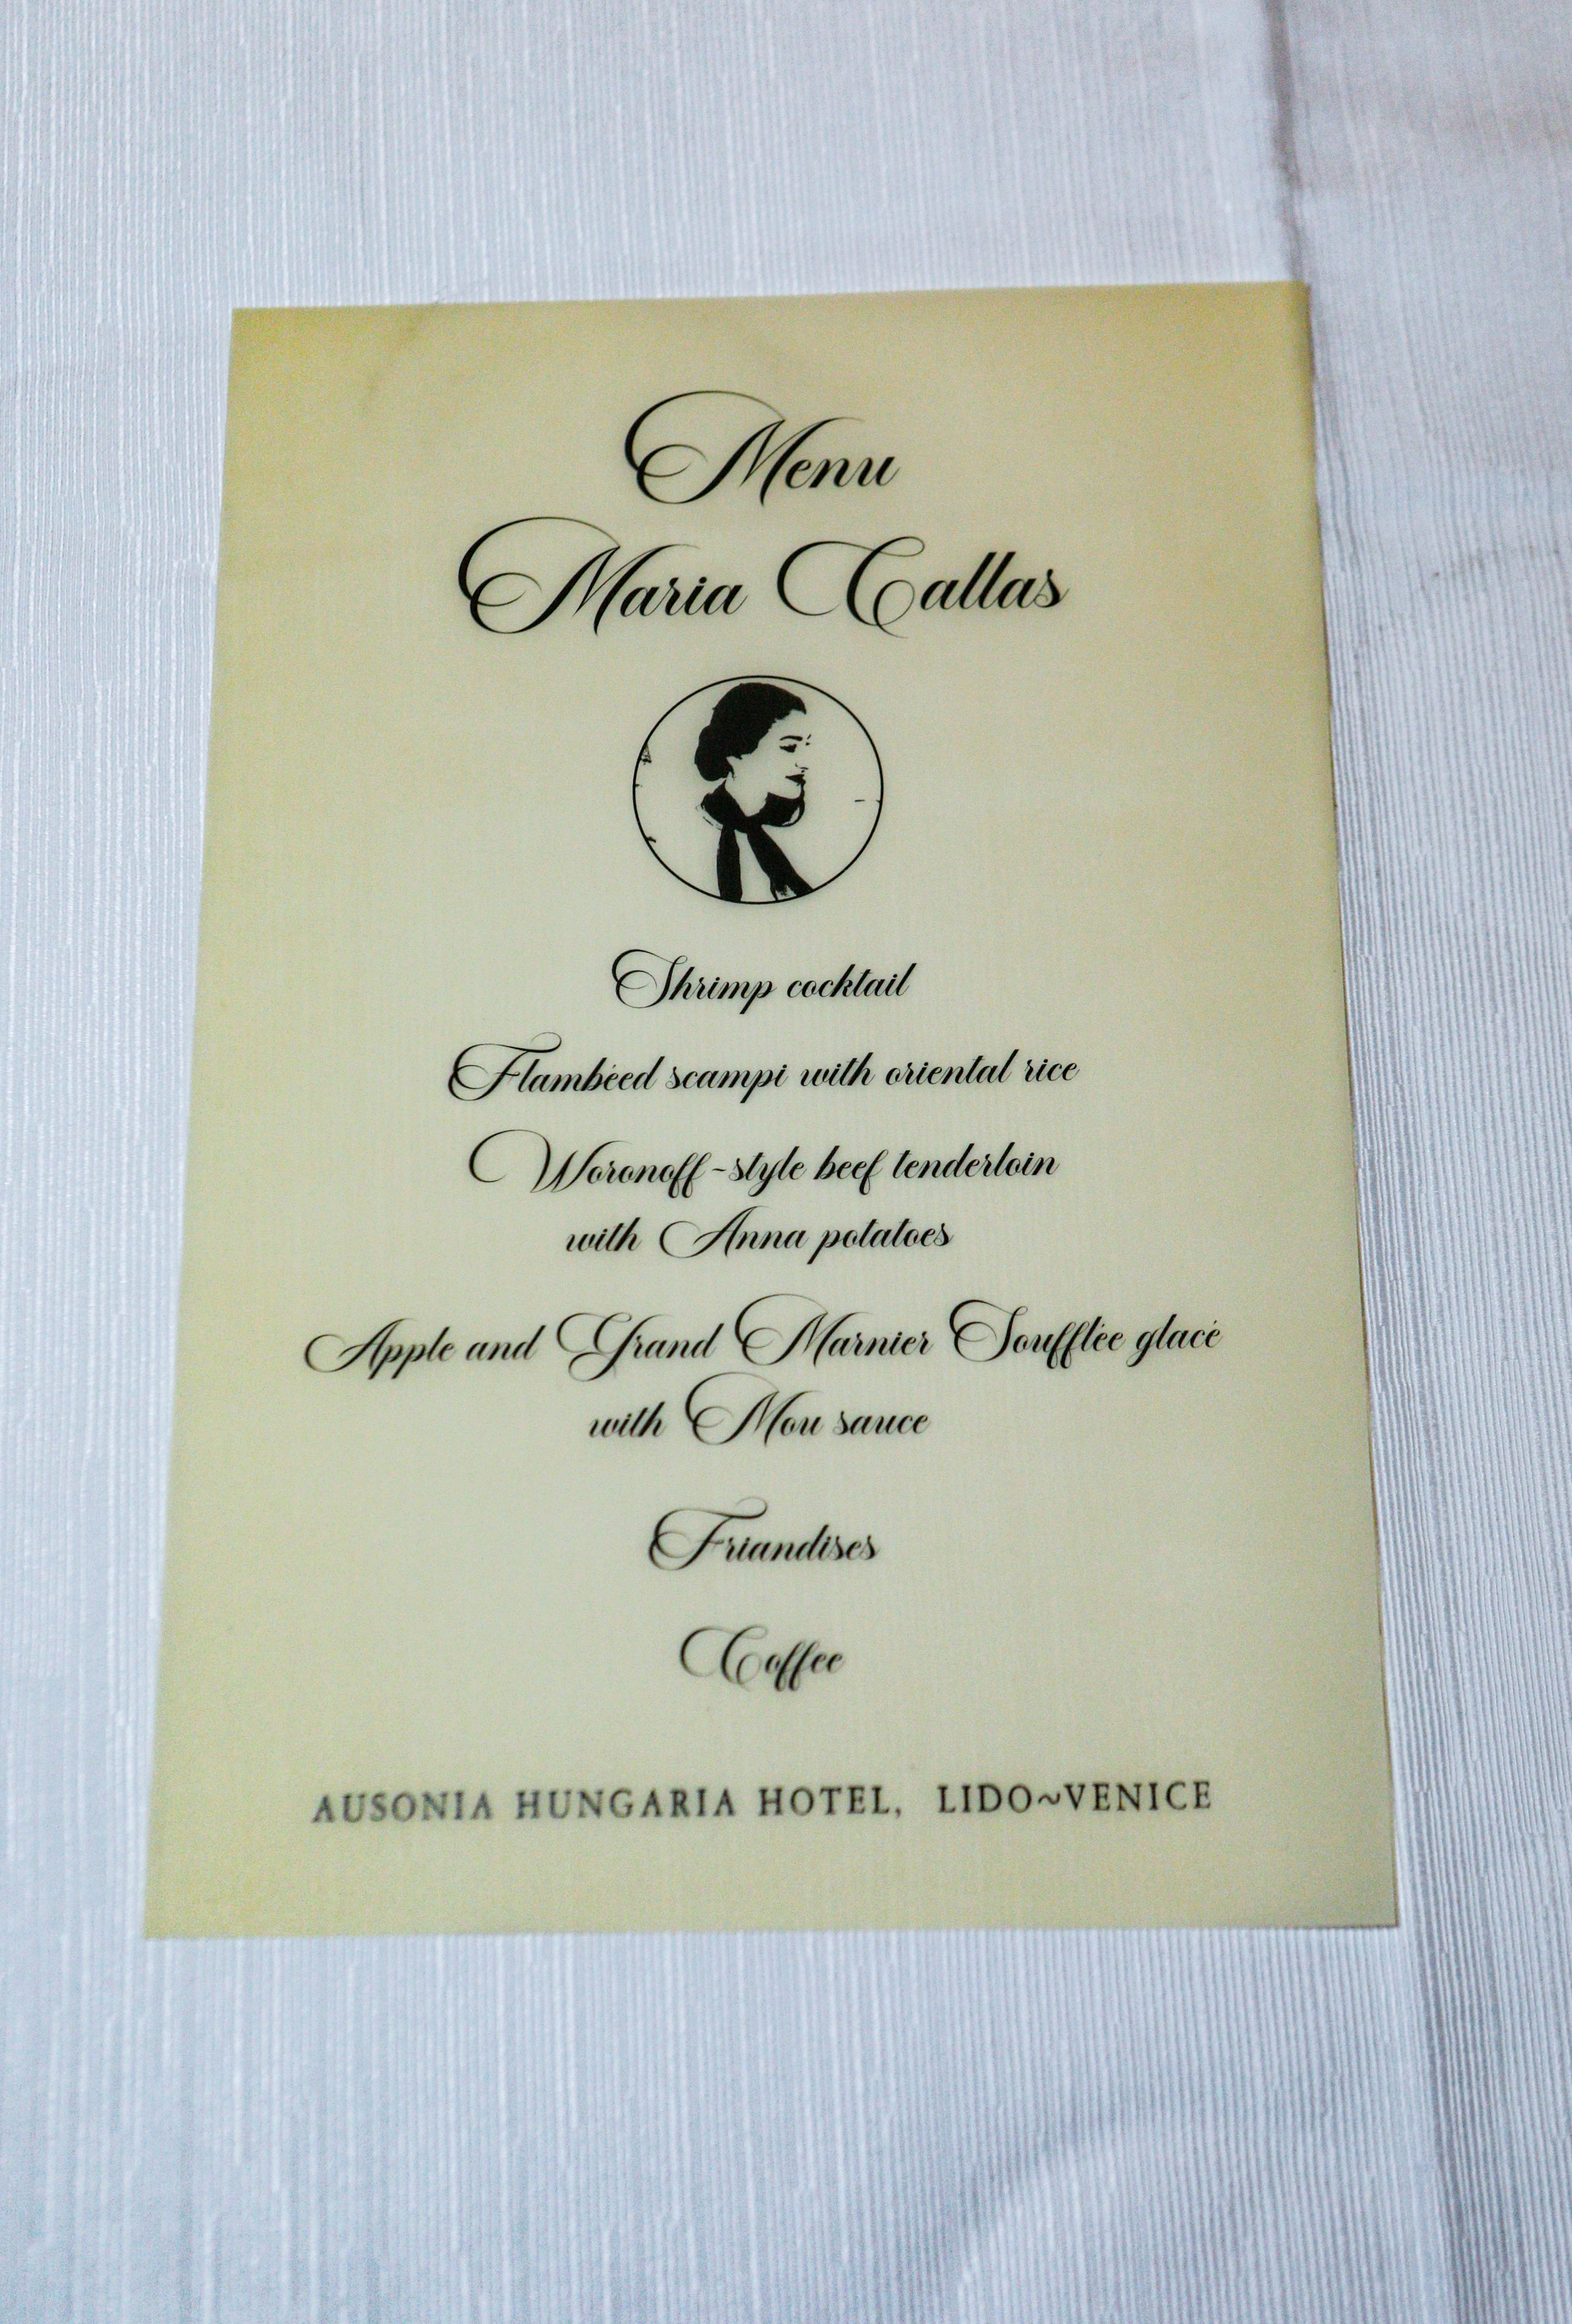 Menu
Maria Callas
Shrimp cocktail
Flambéed scampi with oriental rice
Woronoff-style beef tenderloin
with Anna potatoes
Apple and Grand Marnier Soufflée glacé
with Mou sauce
Friandises
Coffee
AUSONIA HUNGARIA HOTEL, LIDO~VENICE